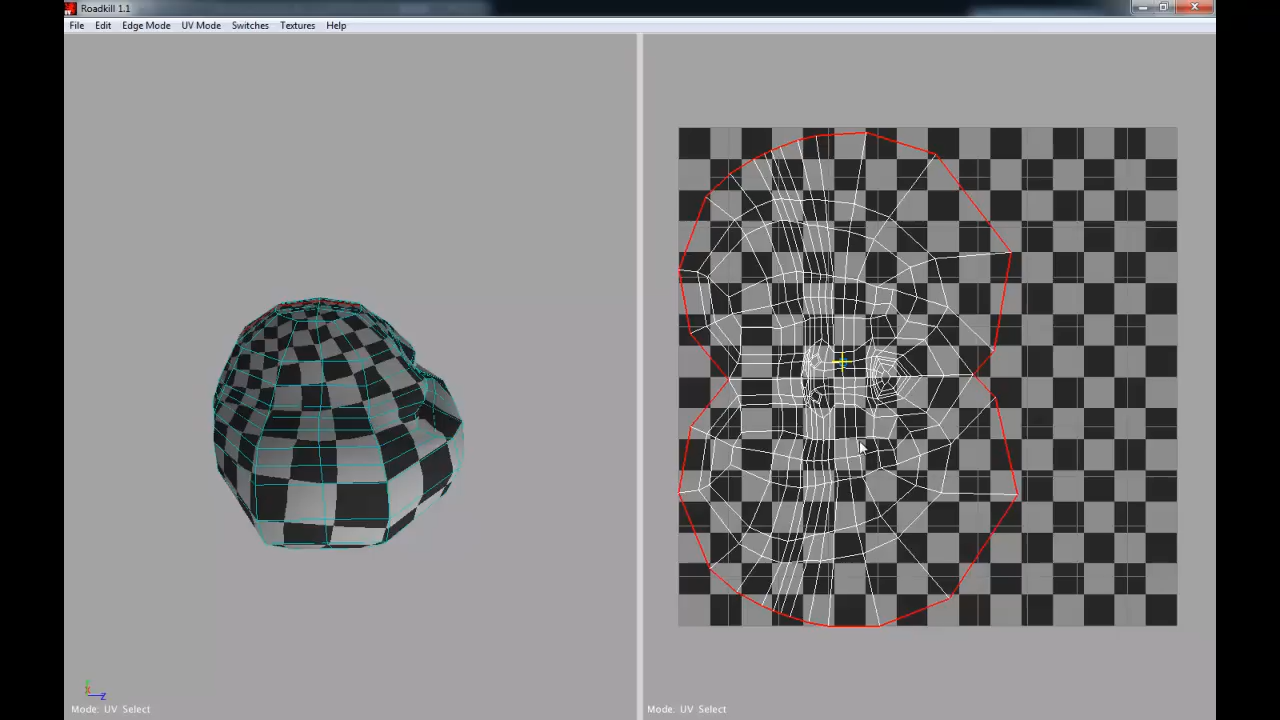 Roadkill 1.1
File Edit Edge Mode UV Mode Switches Textures Help
Z
Mode: UV Select
Mode: UV Select